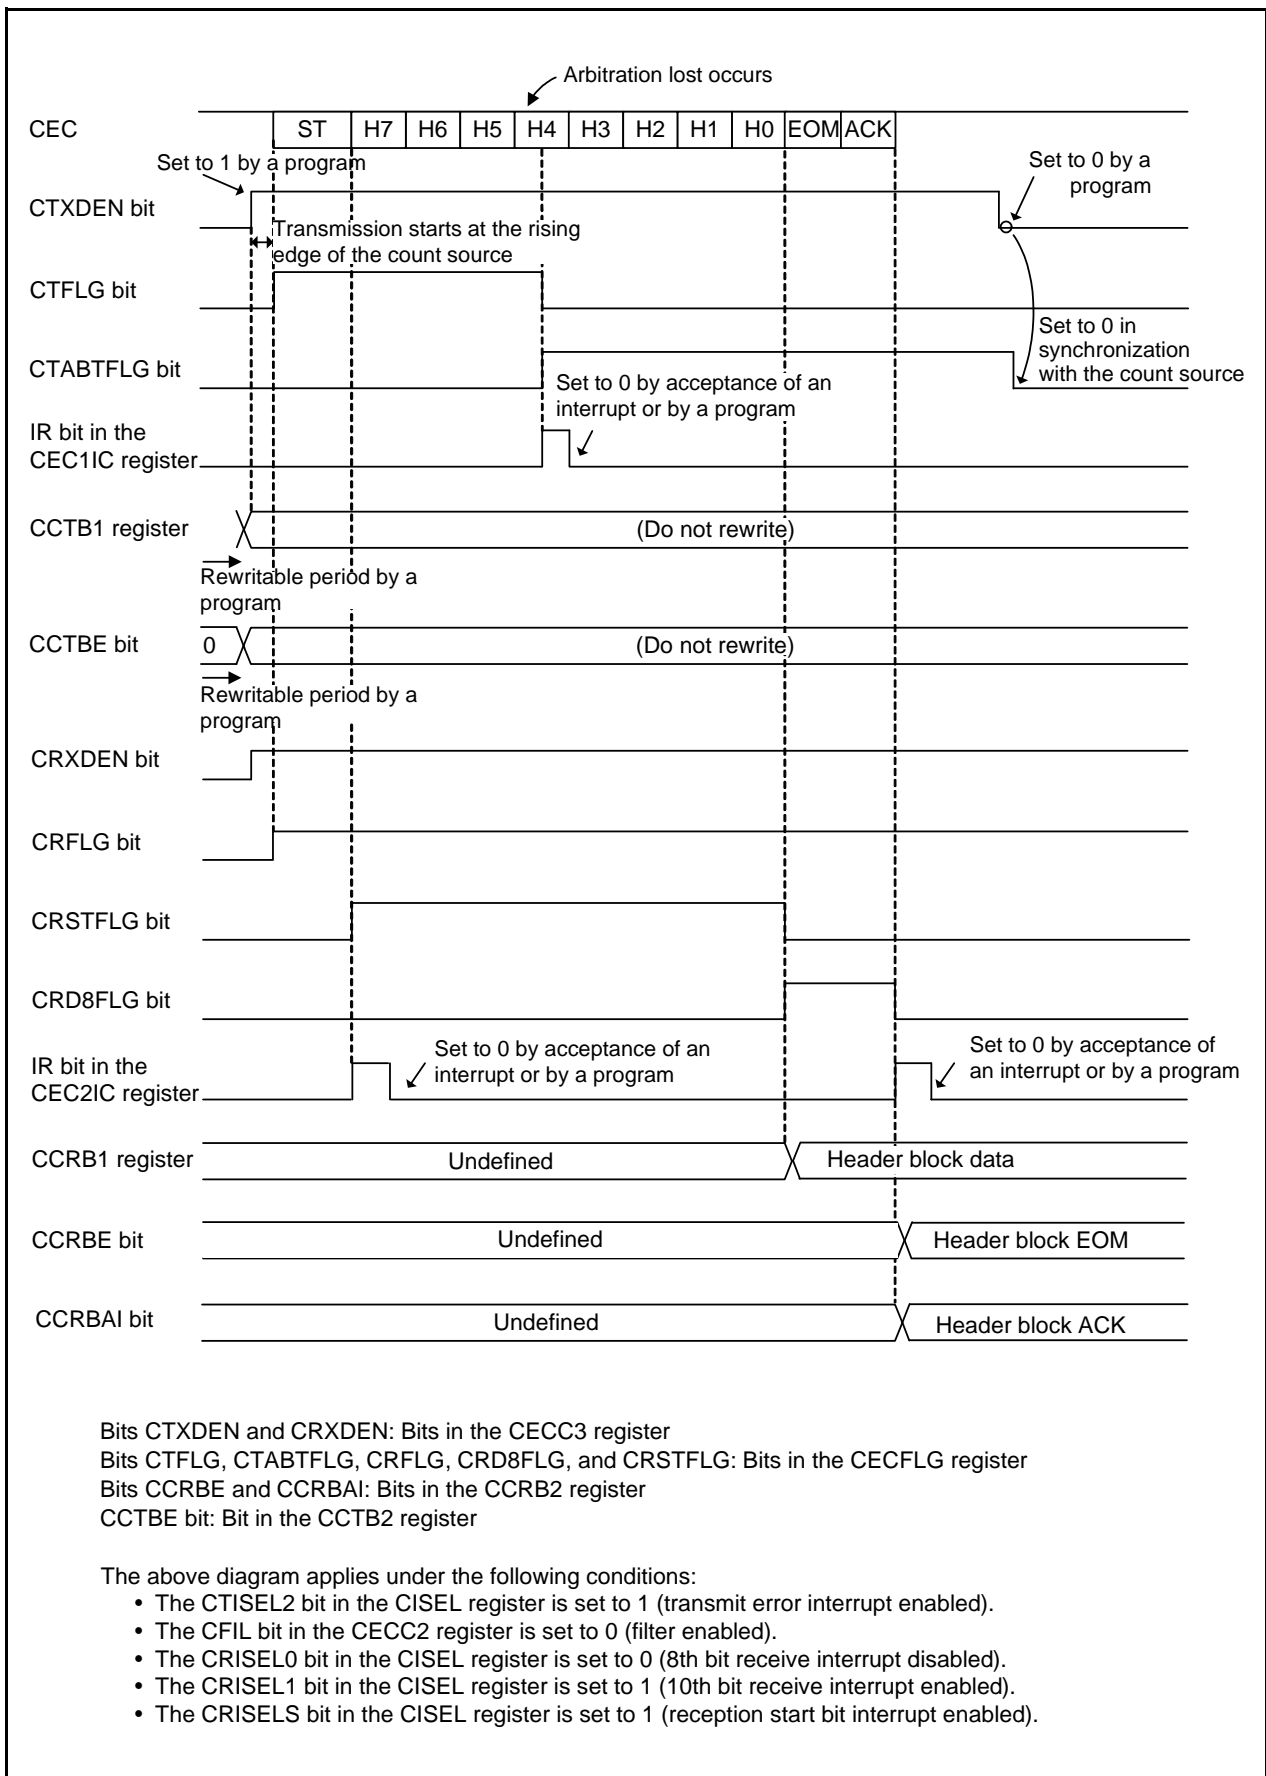 Arbitration lost occurs
CEC
ST H7 H6 H5 H4 H3 H2 H1 H0 EOM ACK
Set to 1 by a program
Set to 0 by a
program
CTXDEN bit
Transmission starts at the rising
edge of the count source
CTFLG bit
Set to 0 in
synchronization
with the count source
CTABTFLG bit
Set to 0 by acceptance of an
interrupt or by a program
IR bit in the
CEC1IC register
CCTB1 register
(Do not rewrite)
Rewritable period by a
program
CCTBE bit
0
(Do not rewrite)
Rewritable period by a
program
CRXDEN bit
CRFLG bit
CRSTFLG bit
CRD8FLG bit
IR bit in the
CEC2IC register
Set to 0 by acceptance of an
interrupt or by a program
Set to 0 by acceptance of
an interrupt or by a program
CCRB1 register
Undefined
Header block data
CCRBE bit
Undefined
Header block EOM
CCRBAI bit
Undefined
Header block ACK
Bits CTXDEN and CRXDEN: Bits in the CECC3 register
Bits CTFLG, CTABTFLG, CRFLG, CRD8FLG, and CRSTFLG: Bits in the CECFLG register
Bits CCRBE and CCRBAI: Bits in the CCRB2 register
CCTBE bit: Bit in the CCTB2 register
The above diagram applies under the following conditions:
• The CTISEL2 bit in the CISEL register is set to 1 (transmit error interrupt enabled).
• The CFIL bit in the CECC2 register is set to 0 (filter enabled).
• The CRISEL0 bit in the CISEL register is set to 0 (8th bit receive interrupt disabled).
• The CRISEL1 bit in the CISEL register is set to 1 (10th bit receive interrupt enabled).
• The CRISELS bit in the CISEL register is set to 1 (reception start bit interrupt enabled).